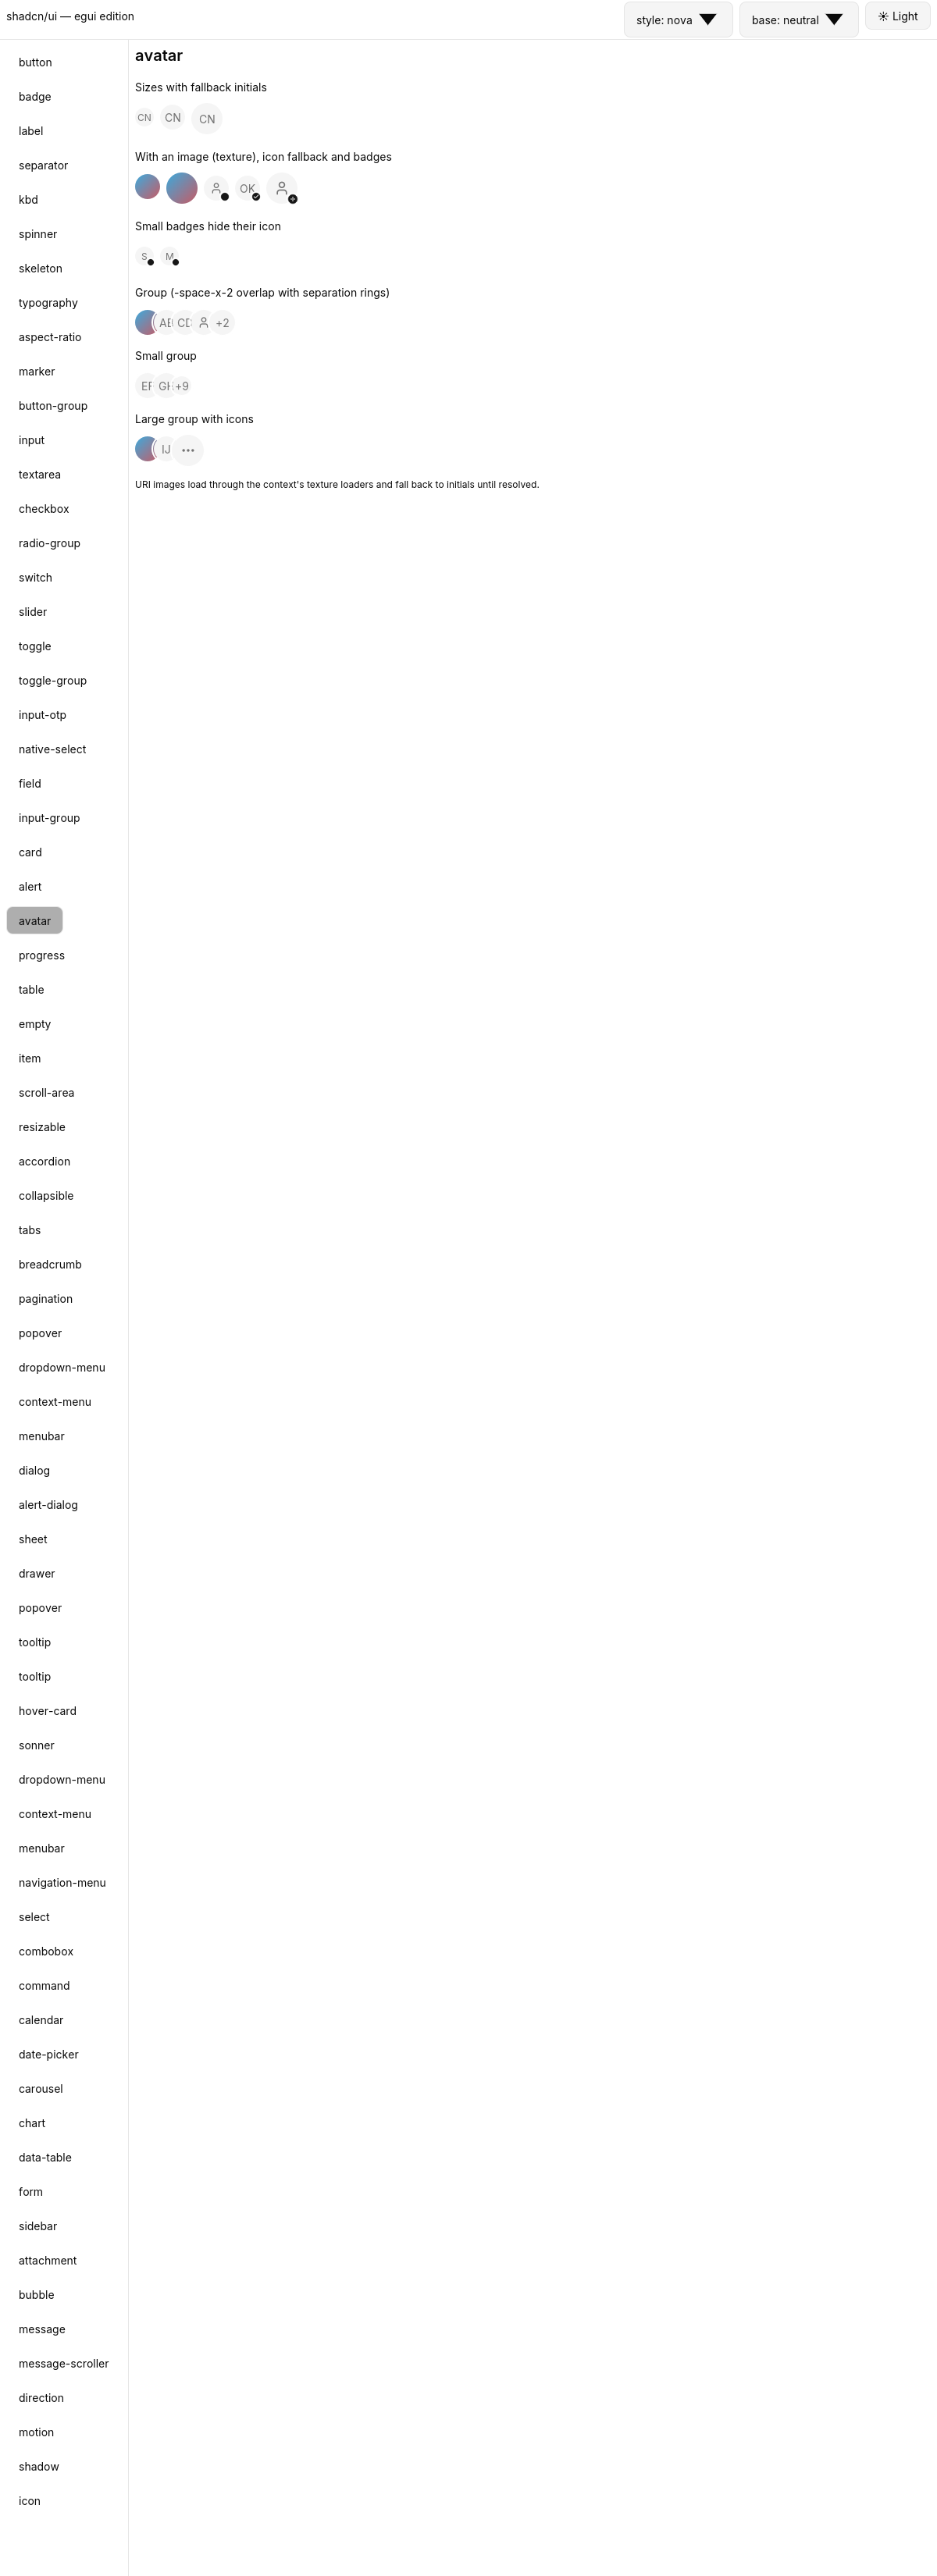 shadcn/ui — egui edition
style: nova
base: neutral
☀ Light
button
badge
label
separator
kbd
spinner
skeleton
typography
aspect-ratio
marker
button-group
input
textarea
checkbox
radio-group
switch
slider
toggle
toggle-group
input-otp
native-select
field
input-group
card
alert
avatar
progress
table
empty
item
scroll-area
resizable
accordion
collapsible
tabs
breadcrumb
pagination
popover
dropdown-menu
context-menu
menubar
dialog
alert-dialog
sheet
drawer
popover
tooltip
tooltip
hover-card
sonner
dropdown-menu
context-menu
menubar
navigation-menu
select
combobox
command
calendar
date-picker
carousel
chart
data-table
form
sidebar
attachment
bubble
message
message-scroller
direction
motion
shadow
icon
avatar
Sizes with fallback initials
CN CN CN
With an image (texture), icon fallback and badges
OK
Small badges hide their icon
S M
Group (-space-x-2 overlap with separation rings)
+2
Small group
+9
Large group with icons
IJ •••
URI images load through the context's texture loaders and fall back to initials until resolved.